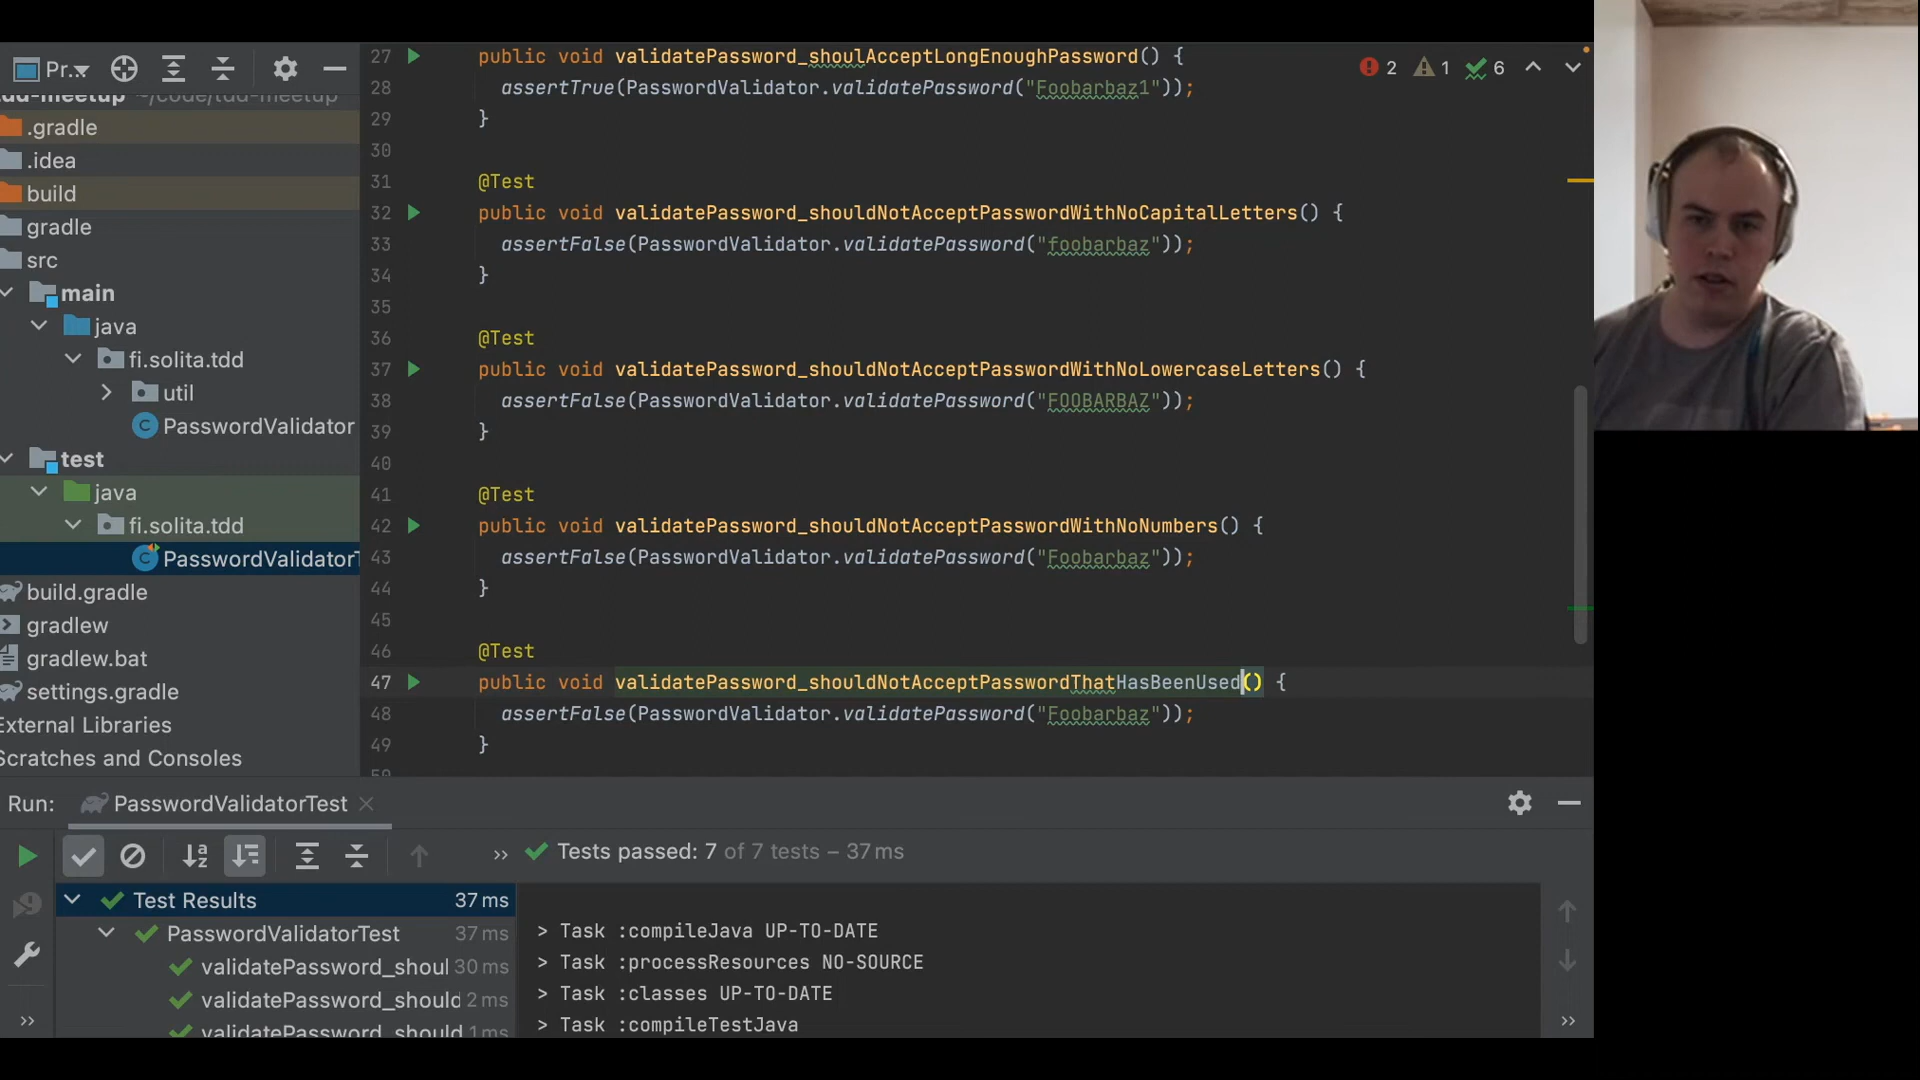 Pr...
tdd-meetup ~/code/tdd-meetup
.gradle
.idea
build
gradle
src
main
java
fi.solita.tdd
util
PasswordValidator
test
java
fi.solita.tdd
PasswordValidatorT
build.gradle
gradlew
gradlew.bat
settings.gradle
External Libraries
Scratches and Consoles
2 1 6
27 public void validatePassword_shoulAcceptLongEnoughPassword() {
28 assertTrue(PasswordValidator.validatePassword("Foobarbaz1"));
29 }
30
31 @Test
32 public void validatePassword_shouldNotAcceptPasswordWithNoCapitalLetters() {
33 assertFalse(PasswordValidator.validatePassword("foobarbaz"));
34 }
35
36 @Test
37 public void validatePassword_shouldNotAcceptPasswordWithNoLowercaseLetters() {
38 assertFalse(PasswordValidator.validatePassword("FOOBARBAZ"));
39 }
40
41 @Test
42 public void validatePassword_shouldNotAcceptPasswordWithNoNumbers() {
43 assertFalse(PasswordValidator.validatePassword("Foobarbaz"));
44 }
45
46 @Test
47 public void validatePassword_shouldNotAcceptPasswordThatHasBeenUsed() {
48 assertFalse(PasswordValidator.validatePassword("Foobarbaz"));
49 }
50
Run: PasswordValidatorTest
Tests passed: 7 of 7 tests – 37 ms
Test Results 37 ms
PasswordValidatorTest 37 ms
validatePassword_shoul 30 ms
validatePassword_should 2 ms
validatePassword_should 1 ms
> Task :compileJava UP-TO-DATE
> Task :processResources NO-SOURCE
> Task :classes UP-TO-DATE
> Task :compileTestJava